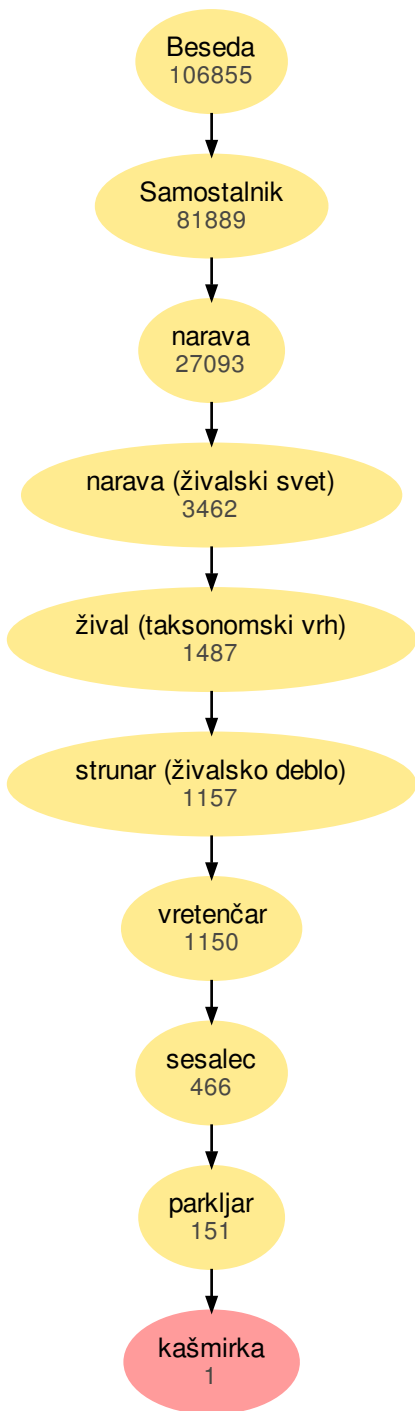 Beseda
106855
Samostalnik
81889
narava
27093
narava (živalski svet)
3462
žival (taksonomski vrh)
1487
strunar (živalsko deblo)
1157
vretenčar
1150
sesalec
466
parkljar
151
kašmirka
1